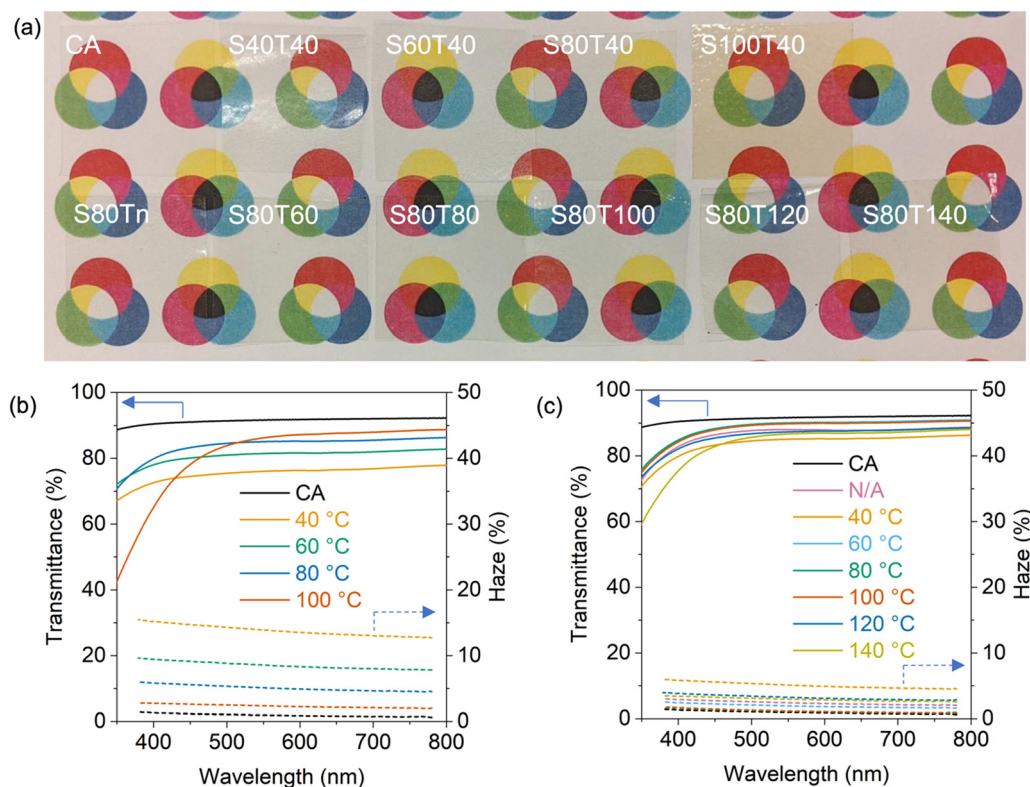 (a)
CA S40T40 S60T40 S80T40 S100T40
S80Tn S80T60 S80T80 S80T100 S80T120 S80T140
(b)
100
80
60
40
20
0
Transmittance (%)
400 500 600 700 800
Wavelength (nm)
50
40
30
20
10
0
Haze (%)
CA
40 °C
60 °C
80 °C
100 °C
(c)
100
80
60
40
20
0
Transmittance (%)
400 500 600 700 800
Wavelength (nm)
50
40
30
20
10
0
Haze (%)
CA
N/A
40 °C
60 °C
80 °C
100 °C
120 °C
140 °C